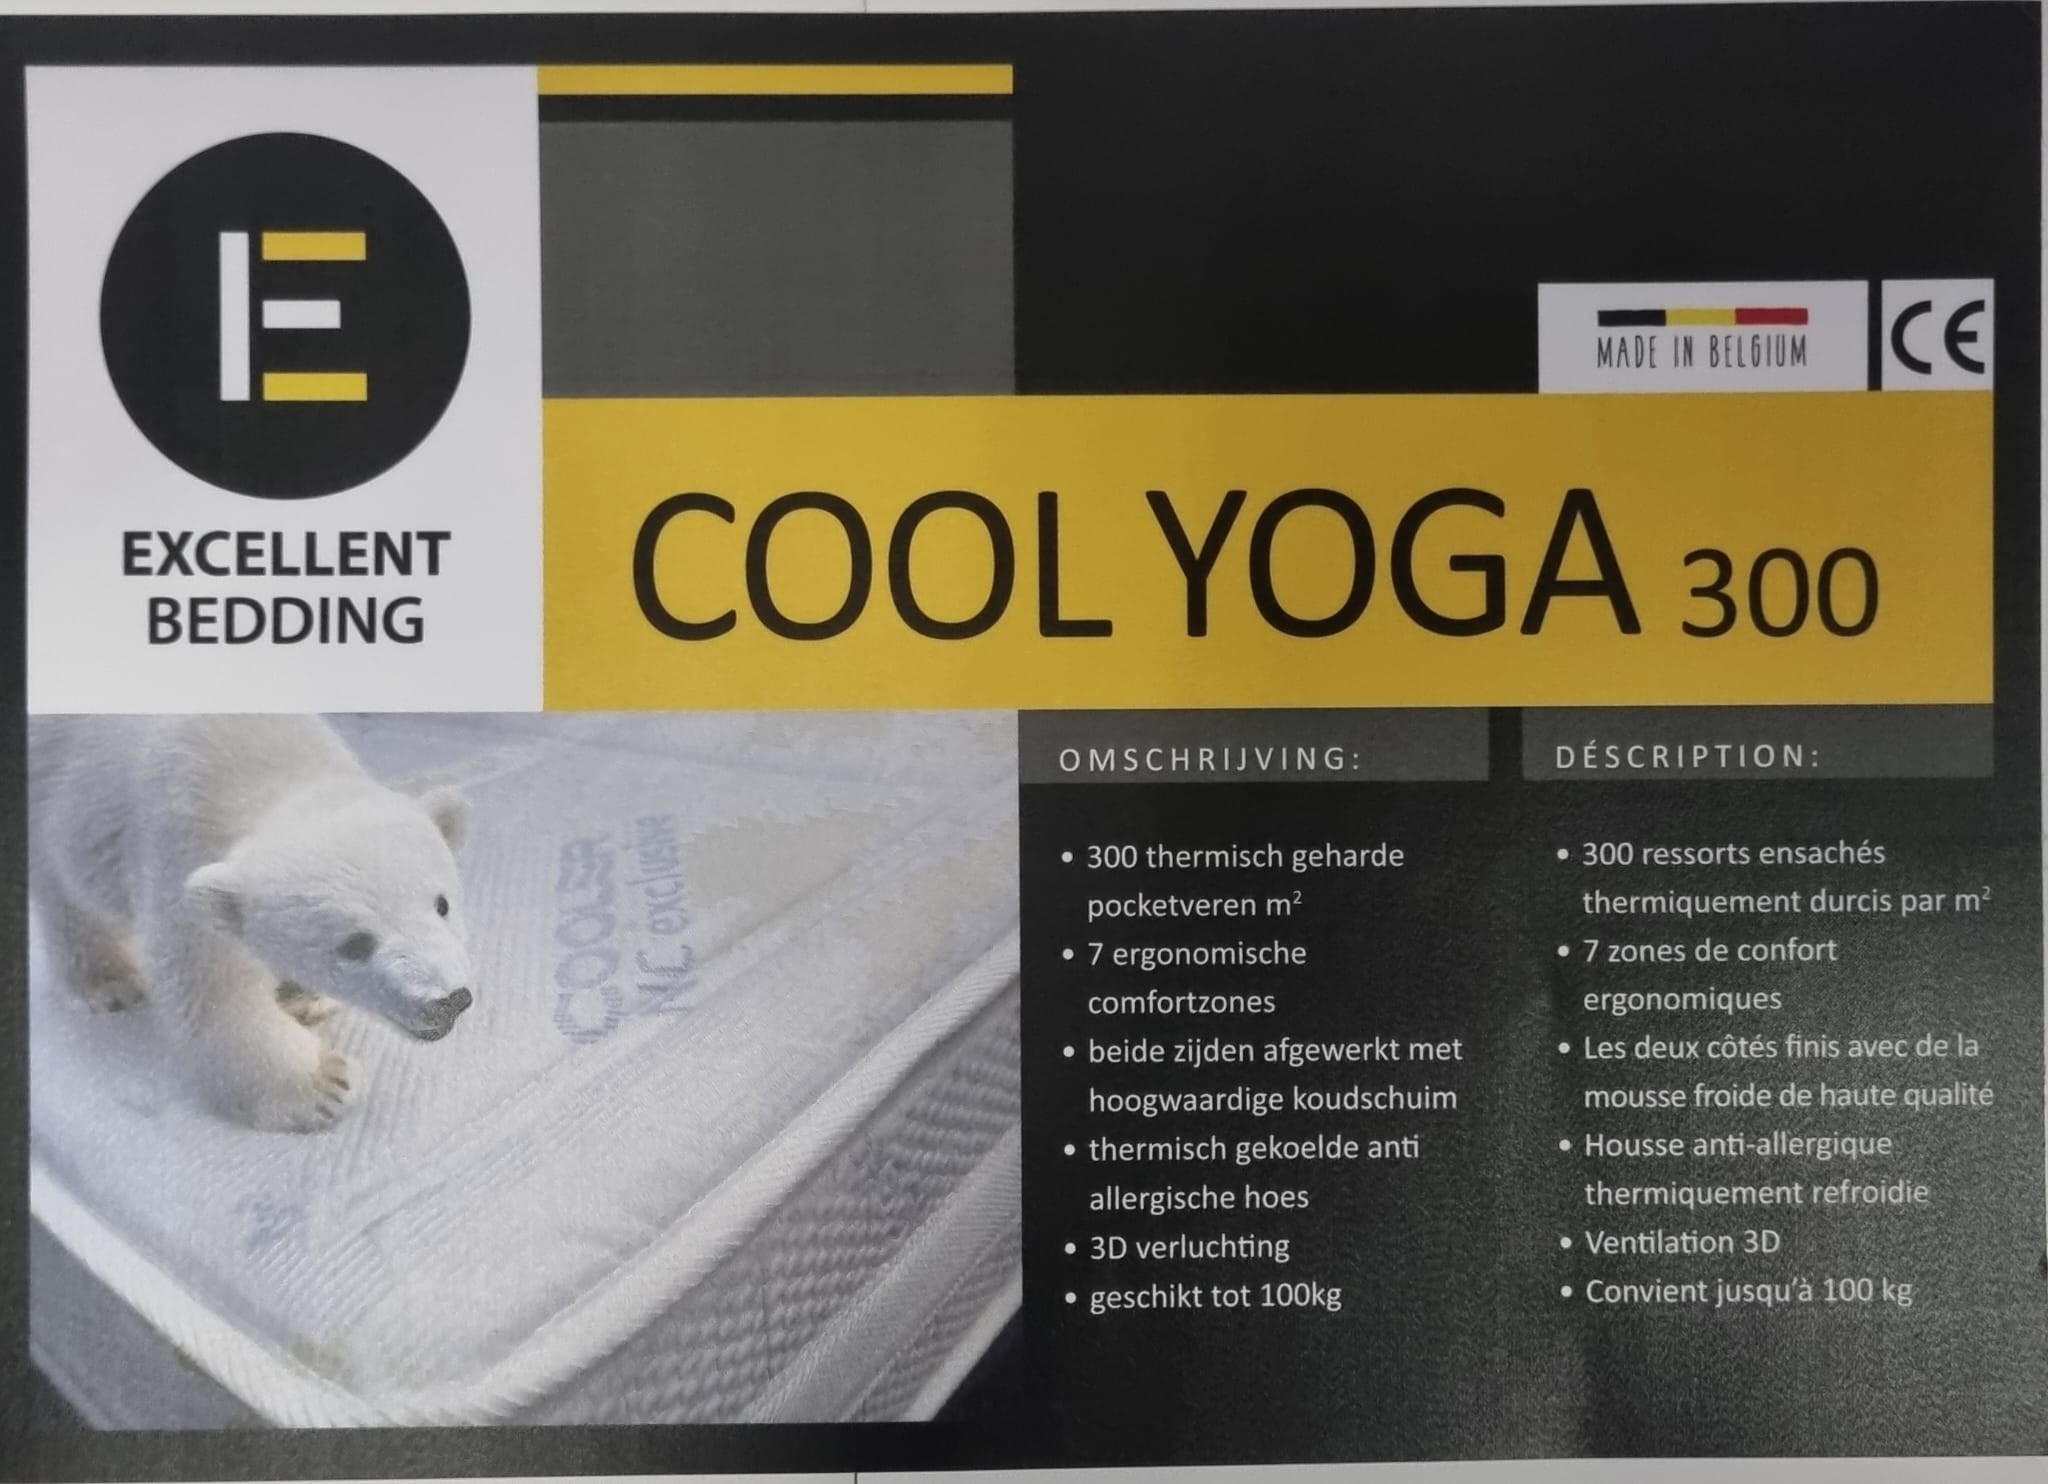 EXCELLENT
BEDDING
MADE IN BELGIUM
CE
COOL YOGA 300
COOLER
NC exclusive
OMSCHRIJVING:
• 300 thermisch geharde
pocketveren m²
• 7 ergonomische
comfortzones
• beide zijden afgewerkt met
hoogwaardige koudschuim
• thermisch gekoelde anti
allergische hoes
• 3D verluchting
• geschikt tot 100kg
DÉSCRIPTION:
• 300 ressorts ensachés
thermiquement durcis par m²
• 7 zones de confort
ergonomiques
• Les deux côtés finis avec de la
mousse froide de haute qualité
• Housse anti-allergique
thermiquement refroidie
• Ventilation 3D
• Convient jusqu'à 100 kg